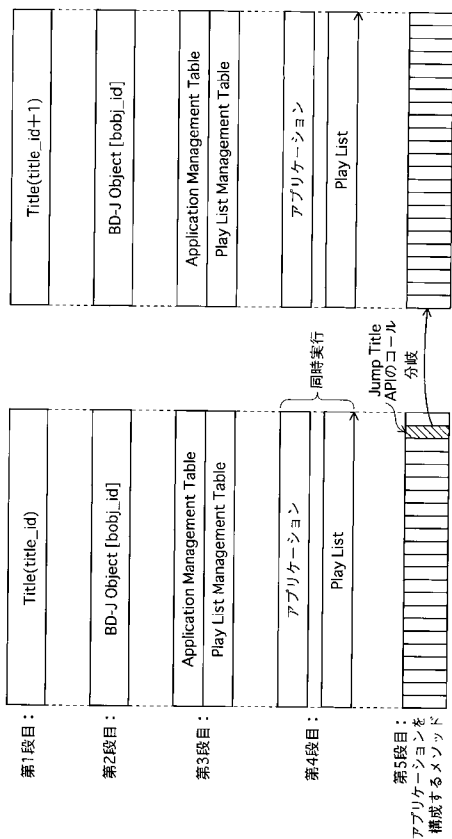 第1段目：
Title(title_id)
Title(title_id＋1)
第2段目：
BD-J Object [bobj_id]
BD-J Object [bobj_id]
第3段目：
Application Management Table
Play List Management Table
Application Management Table
Play List Management Table
第4段目：
アプリケーション
Play List
同時実行
アプリケーション
Play List
第5段目：
アプリケーションを
構成するメソッド
Jump Title
APIのコール
分岐